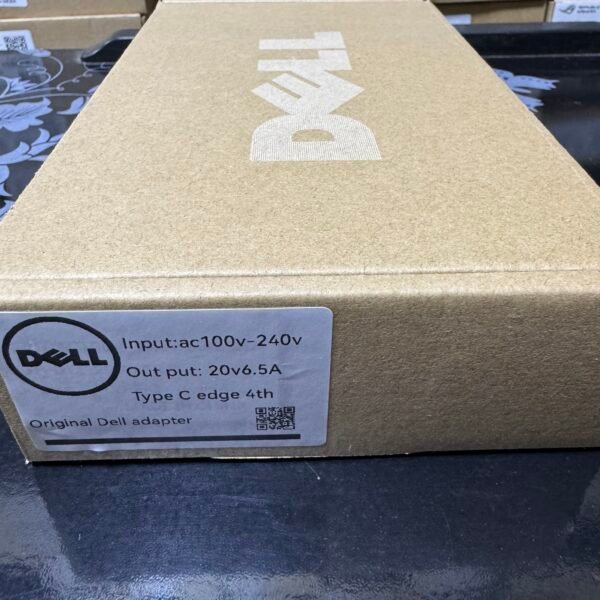 DELL
DELL
Input:ac100v-240v
Out put: 20v6.5A
Type C edge 4th
Original Dell adapter